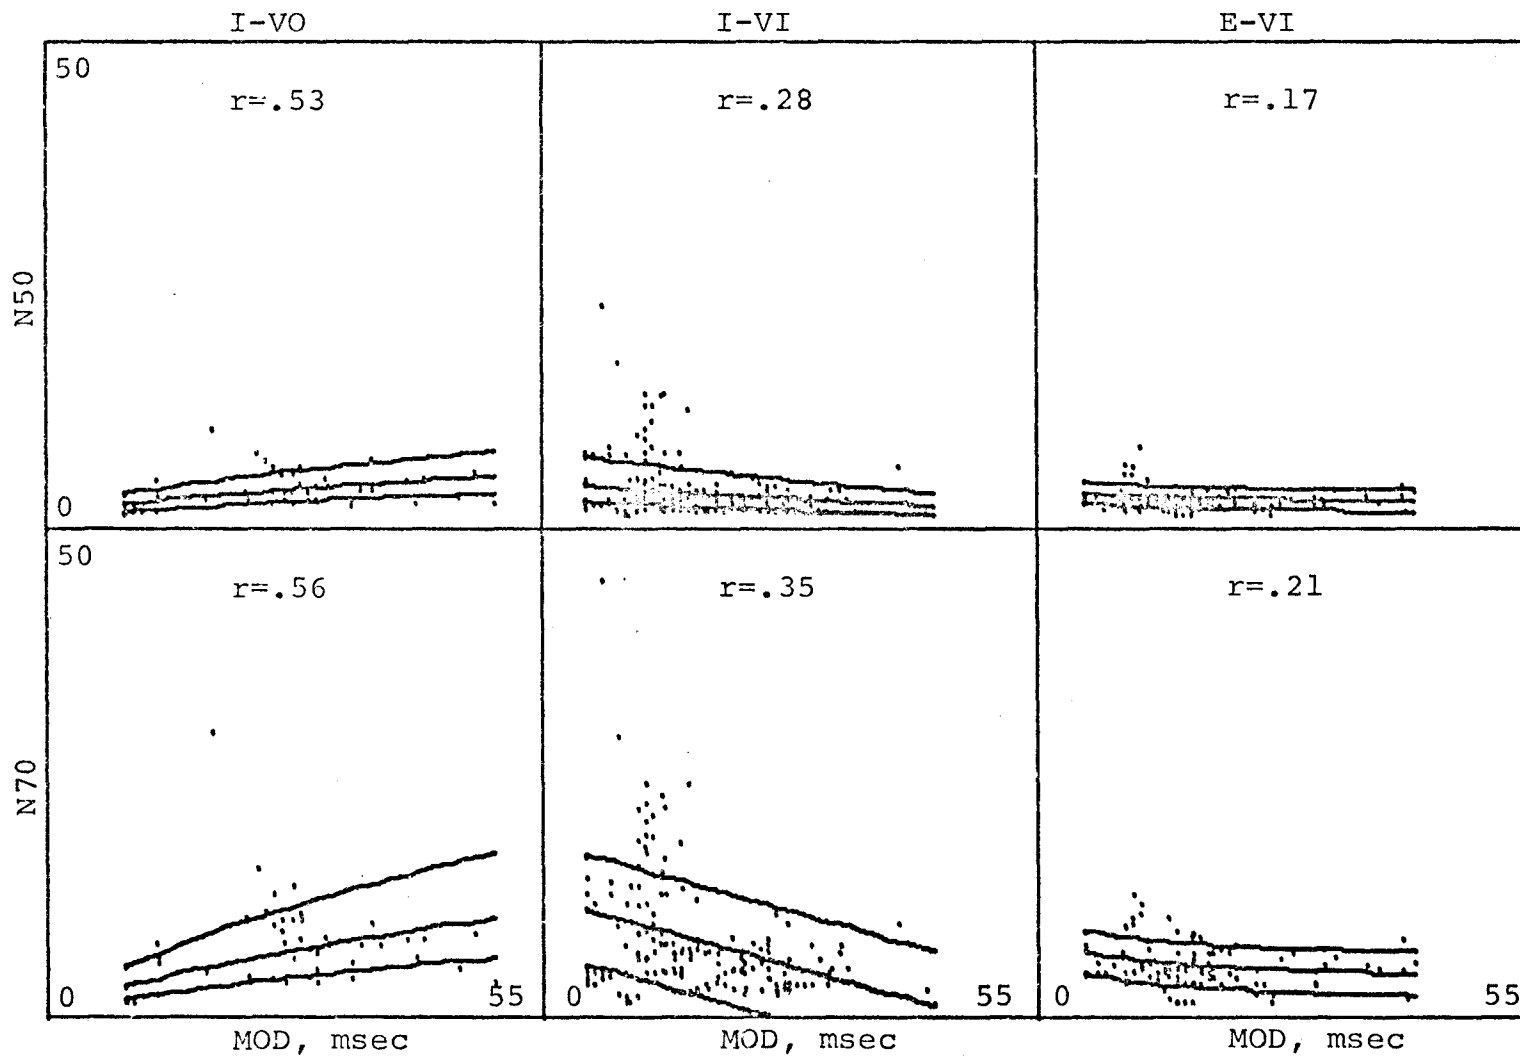 I-VO I-VI E-VI
50
r=.53 r=.28 r=.17
N50
0
50
r=.56 r=.35 r=.21
N70
0 55 0 55 0 55
MOD, msec MOD, msec MOD, msec